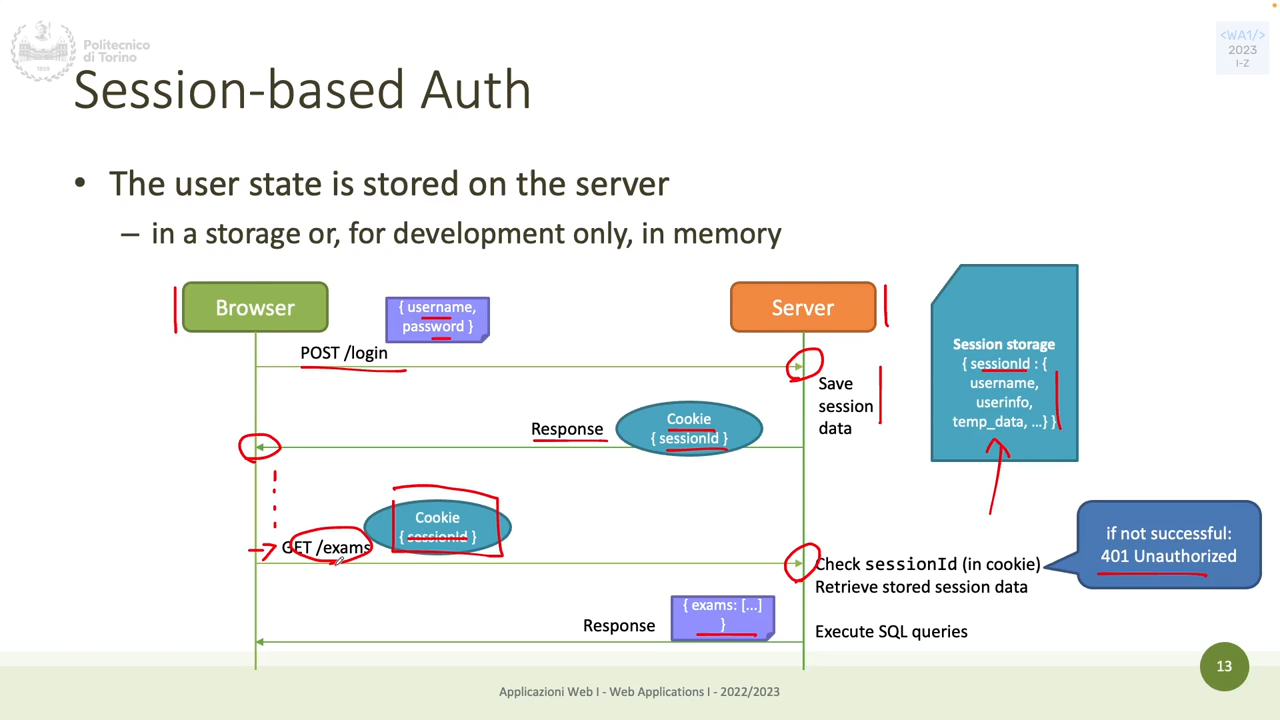 Politecnico
di Torino
1859
<WA1/>
2023
I-Z
Session-based Auth
• The user state is stored on the server
– in a storage or, for development only, in memory
Browser
{ username,
password }
Server
POST /login
Save
session
data
Session storage
{ sessionId : {
username,
userinfo,
temp_data, …} }
Response
Cookie
{ sessionId }
Cookie
{ sessionId }
GET /exams
Check sessionId (in cookie)
Retrieve stored session data
if not successful:
401 Unauthorized
Response
{ exams: [...]
}
Execute SQL queries
Applicazioni Web I - Web Applications I - 2022/2023
13